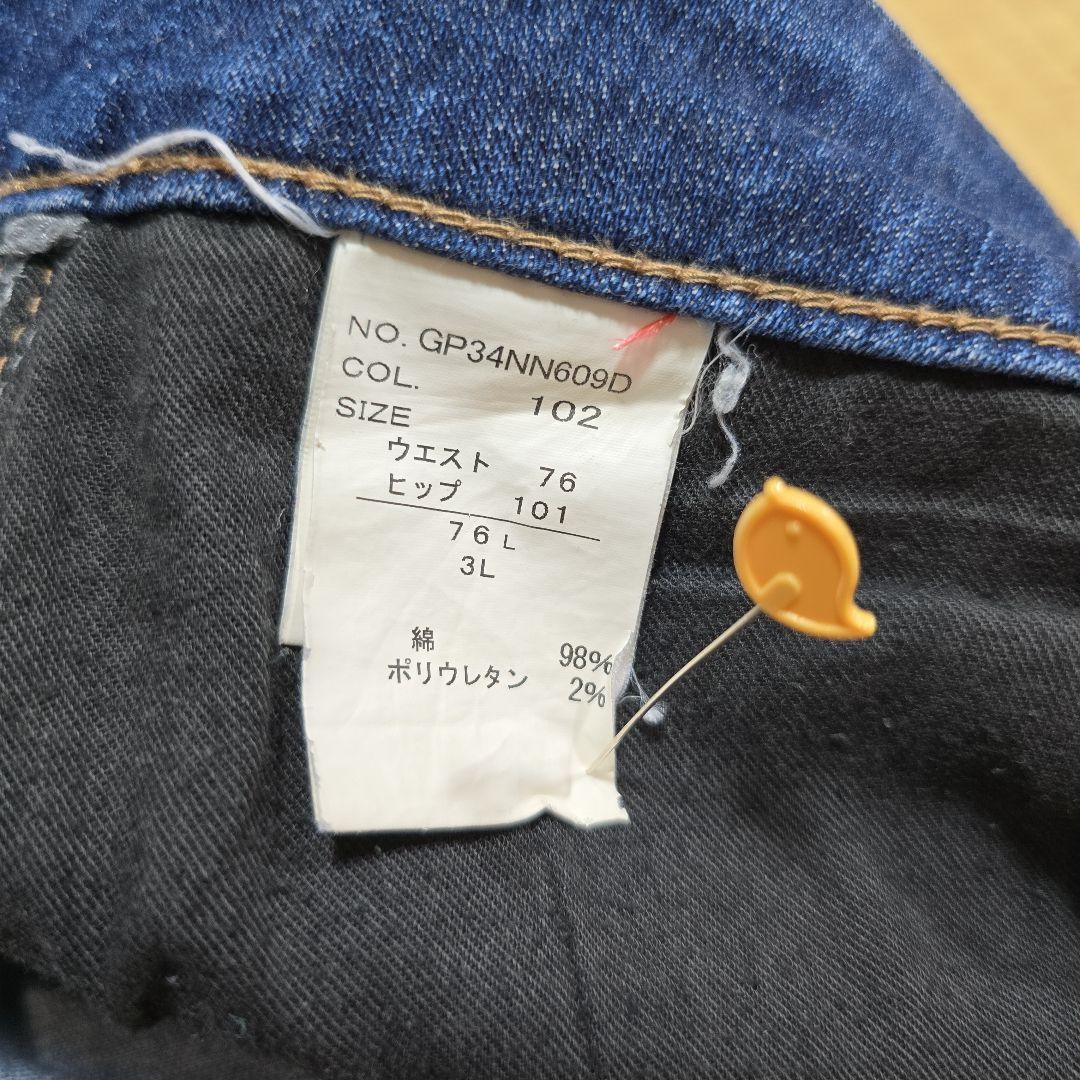 NO. GP34NN609D
COL. 102
SIZE
ウエスト 76
ヒップ 101
76L
3L
綿 98%
ポリウレタン 2%